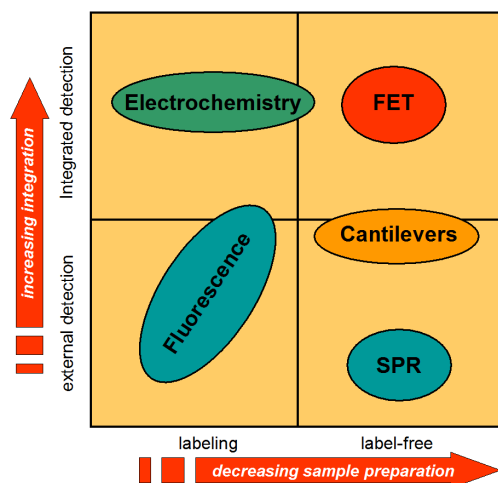 Electrochemistry
FET
Integrated detection
increasing integration
Cantilevers
Fluorescence
external detection
SPR
labeling
label-free
decreasing sample preparation